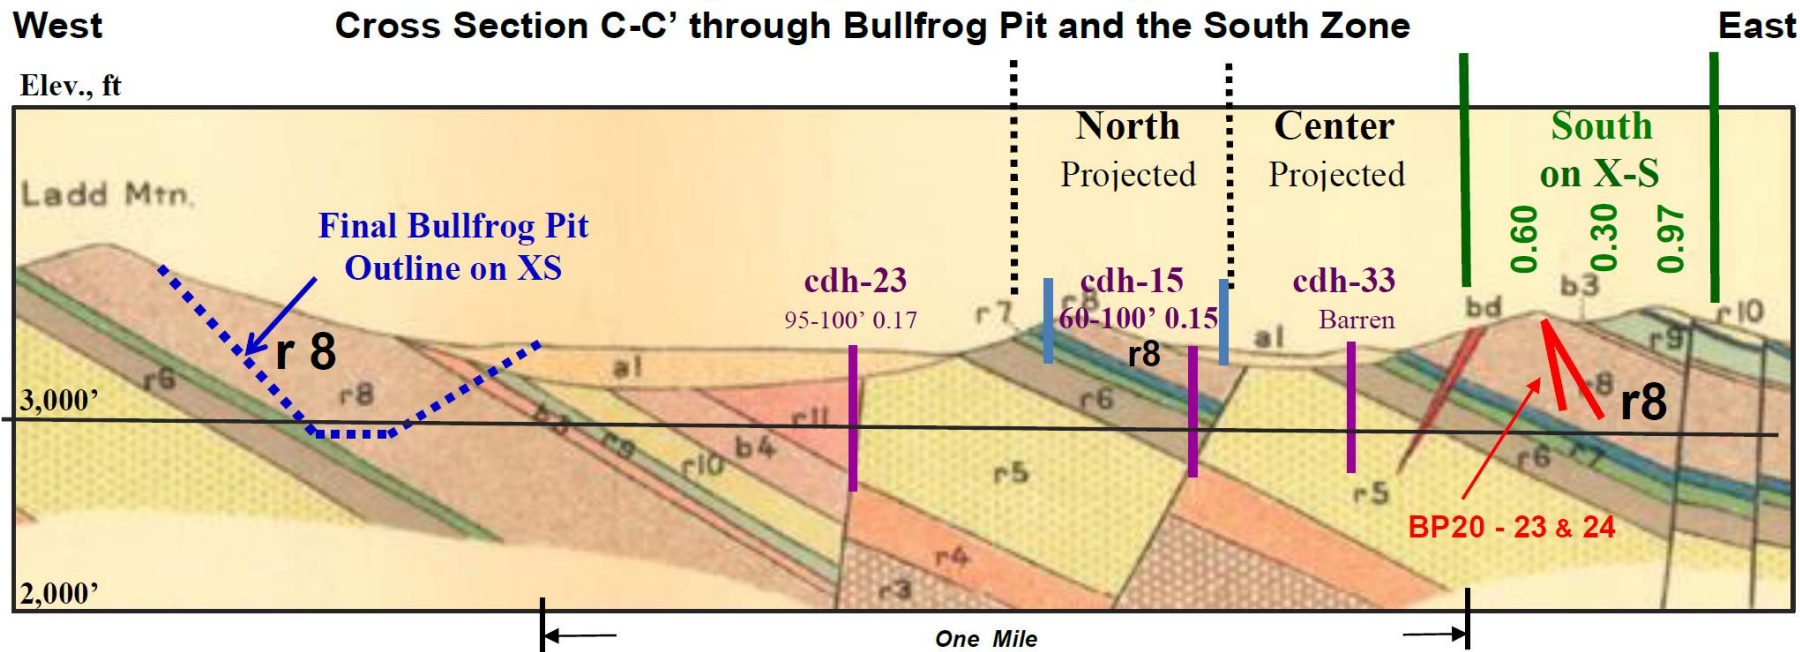 West Cross Section C-C’ through Bullfrog Pit and the South Zone East
Elev., ft
North
Projected
Center
Projected
South
on X-S
0.60 0.30 0.97
Ladd Mtn.
Final Bullfrog Pit
Outline on XS
cdh-23
95-100’ 0.17
cdh-15
60-100’ 0.15
cdh-33
Barren
r7 r8 bd b3 r10
r 8
r8
al
r9
al
r6
r8
3,000’
r6
r8
r8
r11
b3
r9
r10
b4
r5
r5
r6
r7
BP20 - 23 & 24
r4
r3
2,000’
One Mile